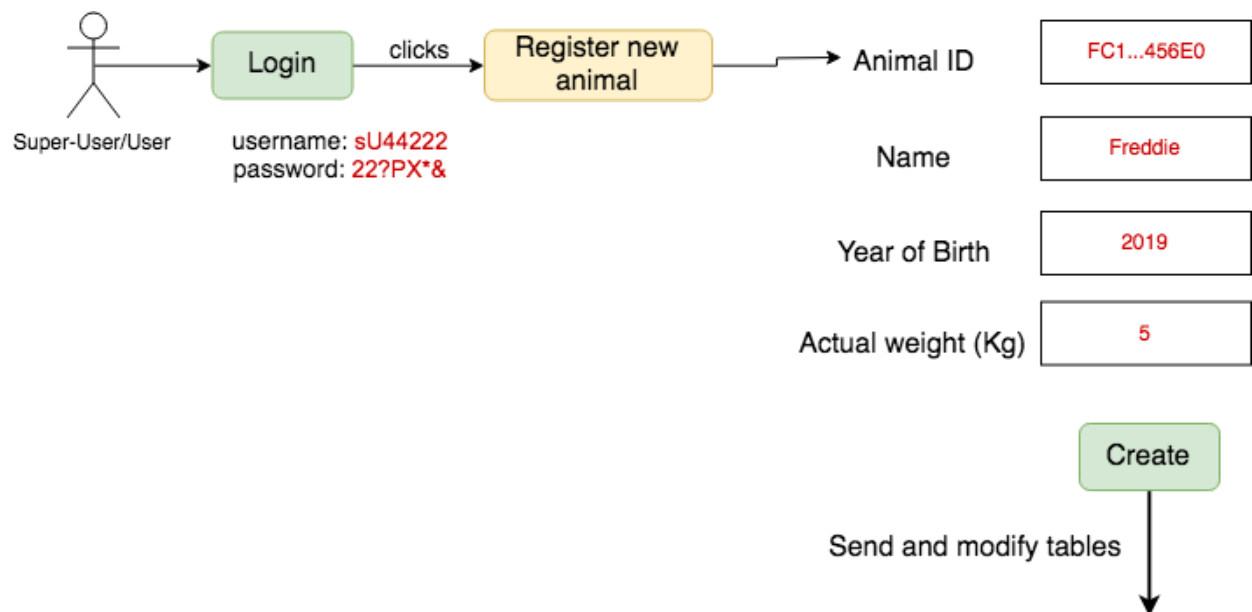 Super-User/User
Login
username: sU44222
password: 22?PX*&
clicks
Register new
animal
Animal ID
FC1...456E0
Name
Freddie
Year of Birth
2019
Actual weight (Kg)
5
Create
Send and modify tables